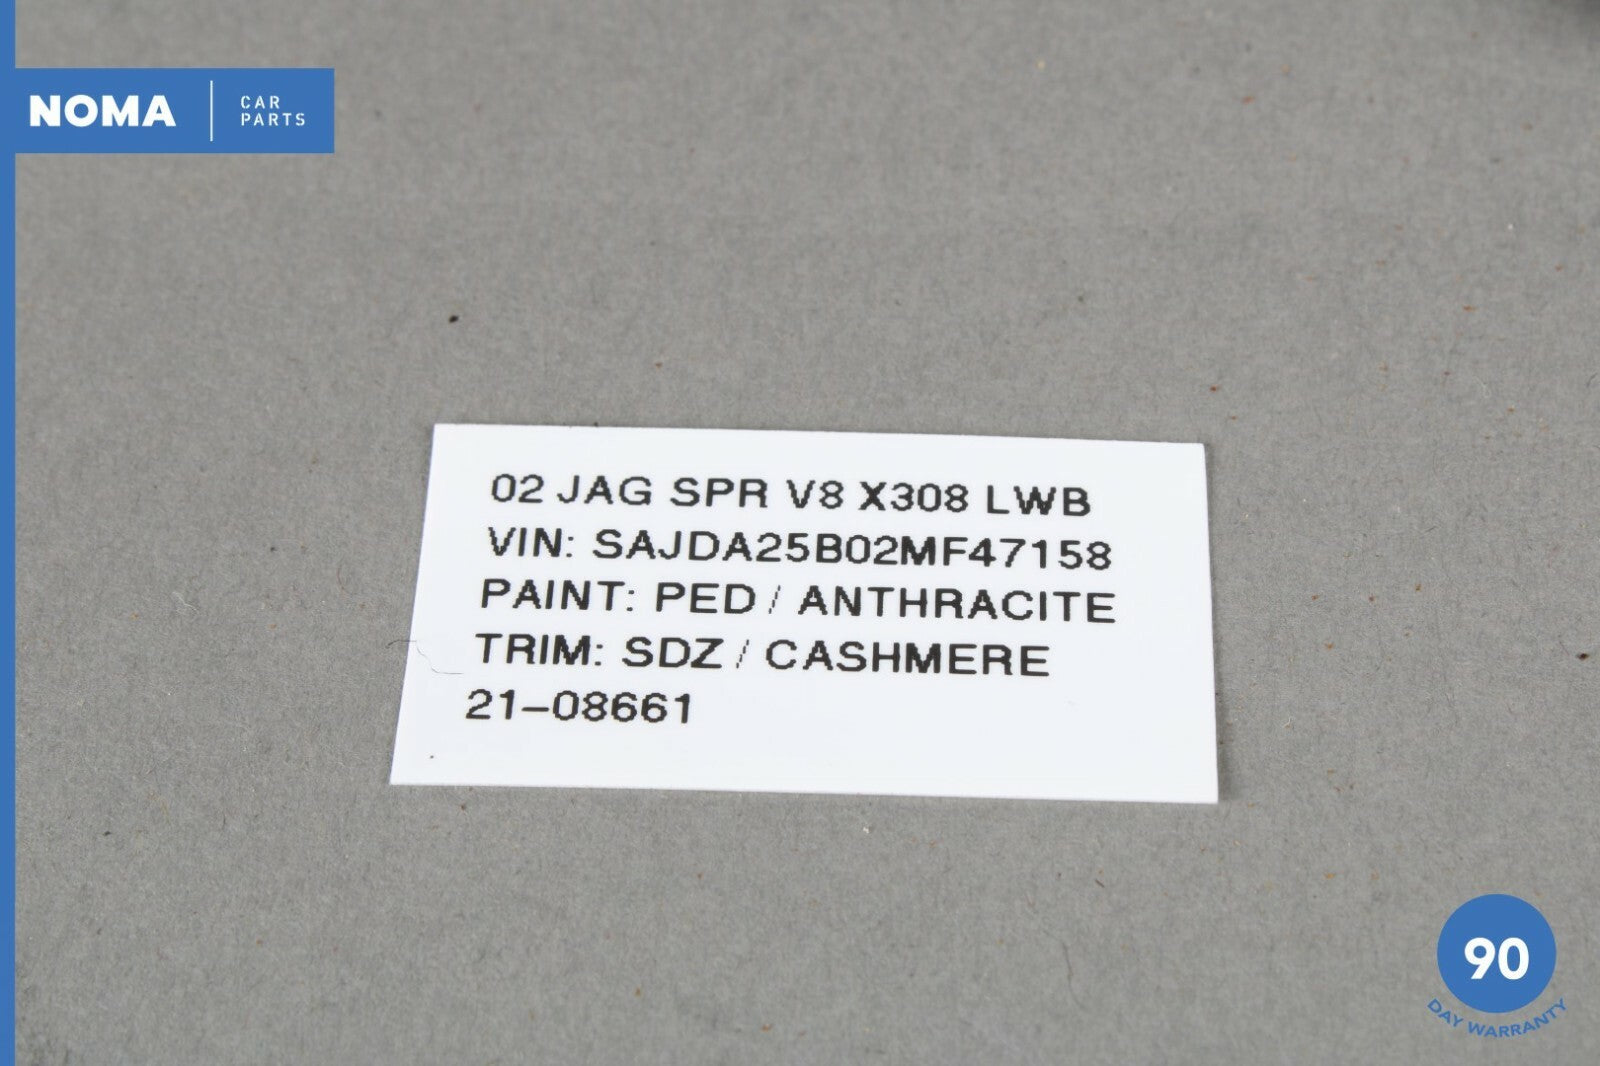 NOMA
CAR
PARTS
02 JAG SPR V8 X308 LWB
VIN: SAJDA25B02MF47158
PAINT: PED / ANTHRACITE
TRIM: SDZ / CASHMERE
21-08661
90
DAY WARRANTY